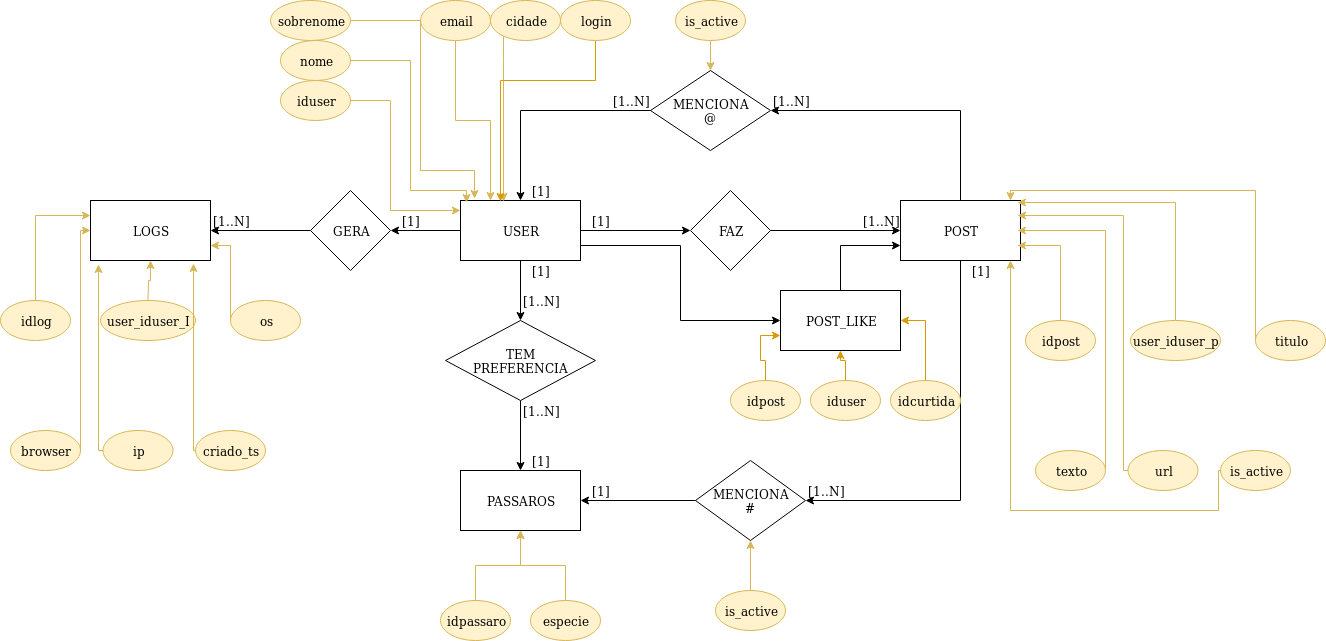 sobrenome
email
cidade
login
is_active
nome
iduser
[1..N]
MENCIONA
@
[1..N]
[1]
LOGS
[1..N]
GERA
[1]
USER
[1]
FAZ
[1..N]
POST
[1]
[1]
[1..N]
idlog
user_iduser_I
os
TEM
PREFERENCIA
POST_LIKE
idpost
user_iduser_p
titulo
idpost
iduser
idcurtida
[1..N]
browser
ip
criado_ts
[1]
PASSAROS
[1]
MENCIONA
#
[1..N]
texto
url
is_active
idpassaro
especie
is_active